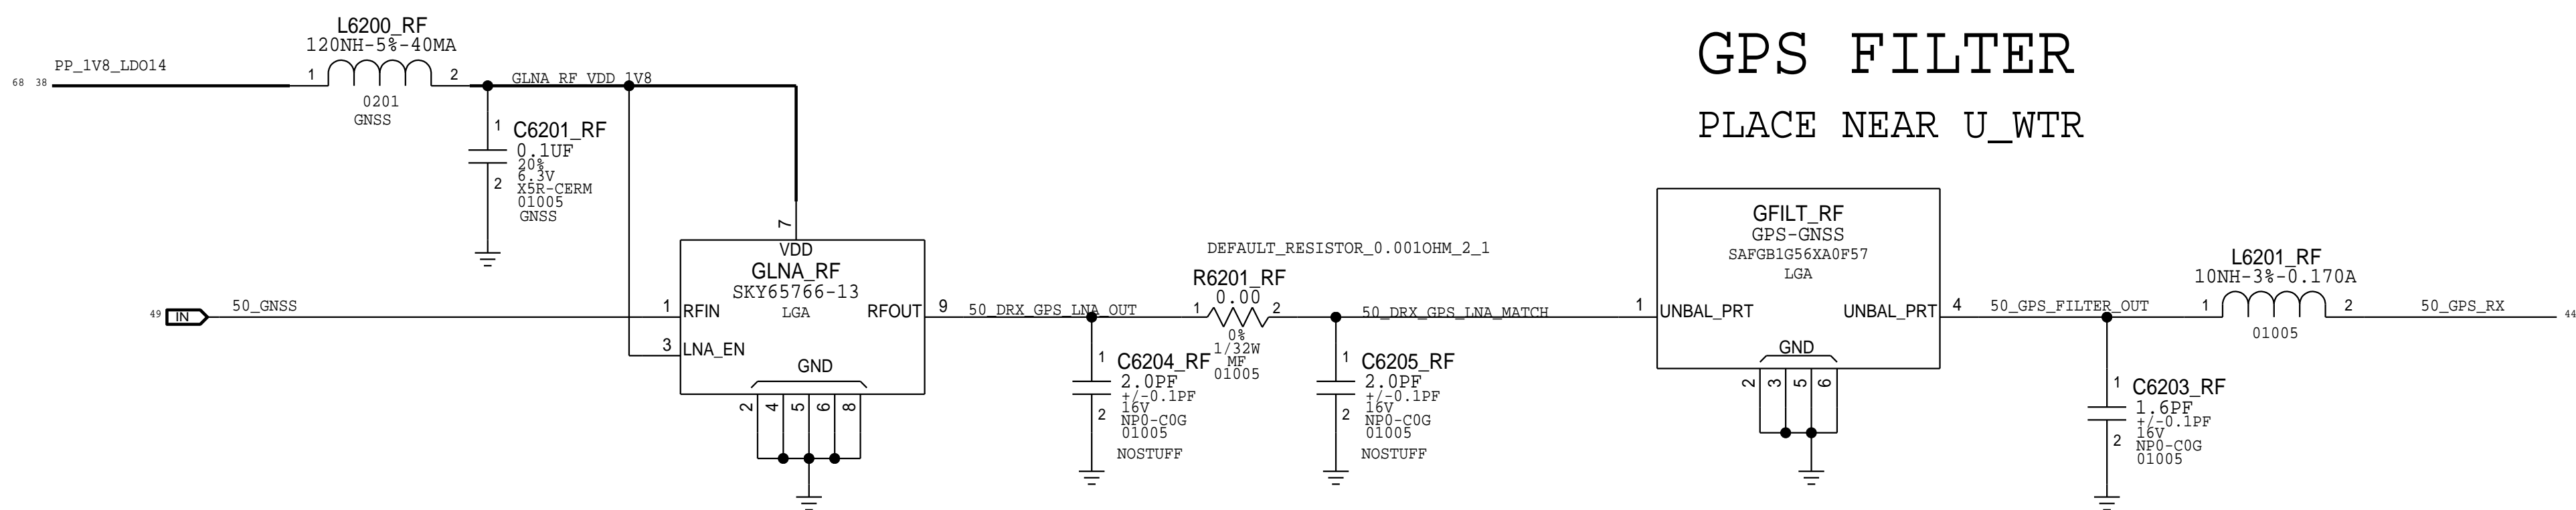 L6200_RF
120NH-5%-40MA
68 38 PP_1V8_LDO14
1 2
0201
GNSS
GLNA_RF_VDD_1V8
1
C6201_RF
0.1UF
20%
6.3V
X5R-CERM
01005
GNSS
2
GPS FILTER
PLACE NEAR U_WTR
7
VDD
GLNA_RF
SKY65766-13
LGA
49 IN 50_GNSS
1 RFIN
RFOUT 9
3 LNA_EN
GND
2 4 5 6 8
50_DRX_GPS_LNA_OUT
DEFAULT_RESISTOR_0.001OHM_2_1
R6201_RF
0.00
1 2
0%
1/32W
MF
01005
1
C6204_RF
2.0PF
+/-0.1PF
16V
NP0-C0G
01005
2
NOSTUFF
50_DRX_GPS_LNA_MATCH
1
C6205_RF
2.0PF
+/-0.1PF
16V
NP0-C0G
01005
2
NOSTUFF
GFILT_RF
GPS-GNSS
SAFGB1G56XA0F57
LGA
1 UNBAL_PRT
UNBAL_PRT 4
GND
2 3 5 6
50_GPS_FILTER_OUT
L6201_RF
10NH-3%-0.170A
1 2
01005
50_GPS_RX 44
1
C6203_RF
1.6PF
+/-0.1PF
16V
NP0-C0G
01005
2